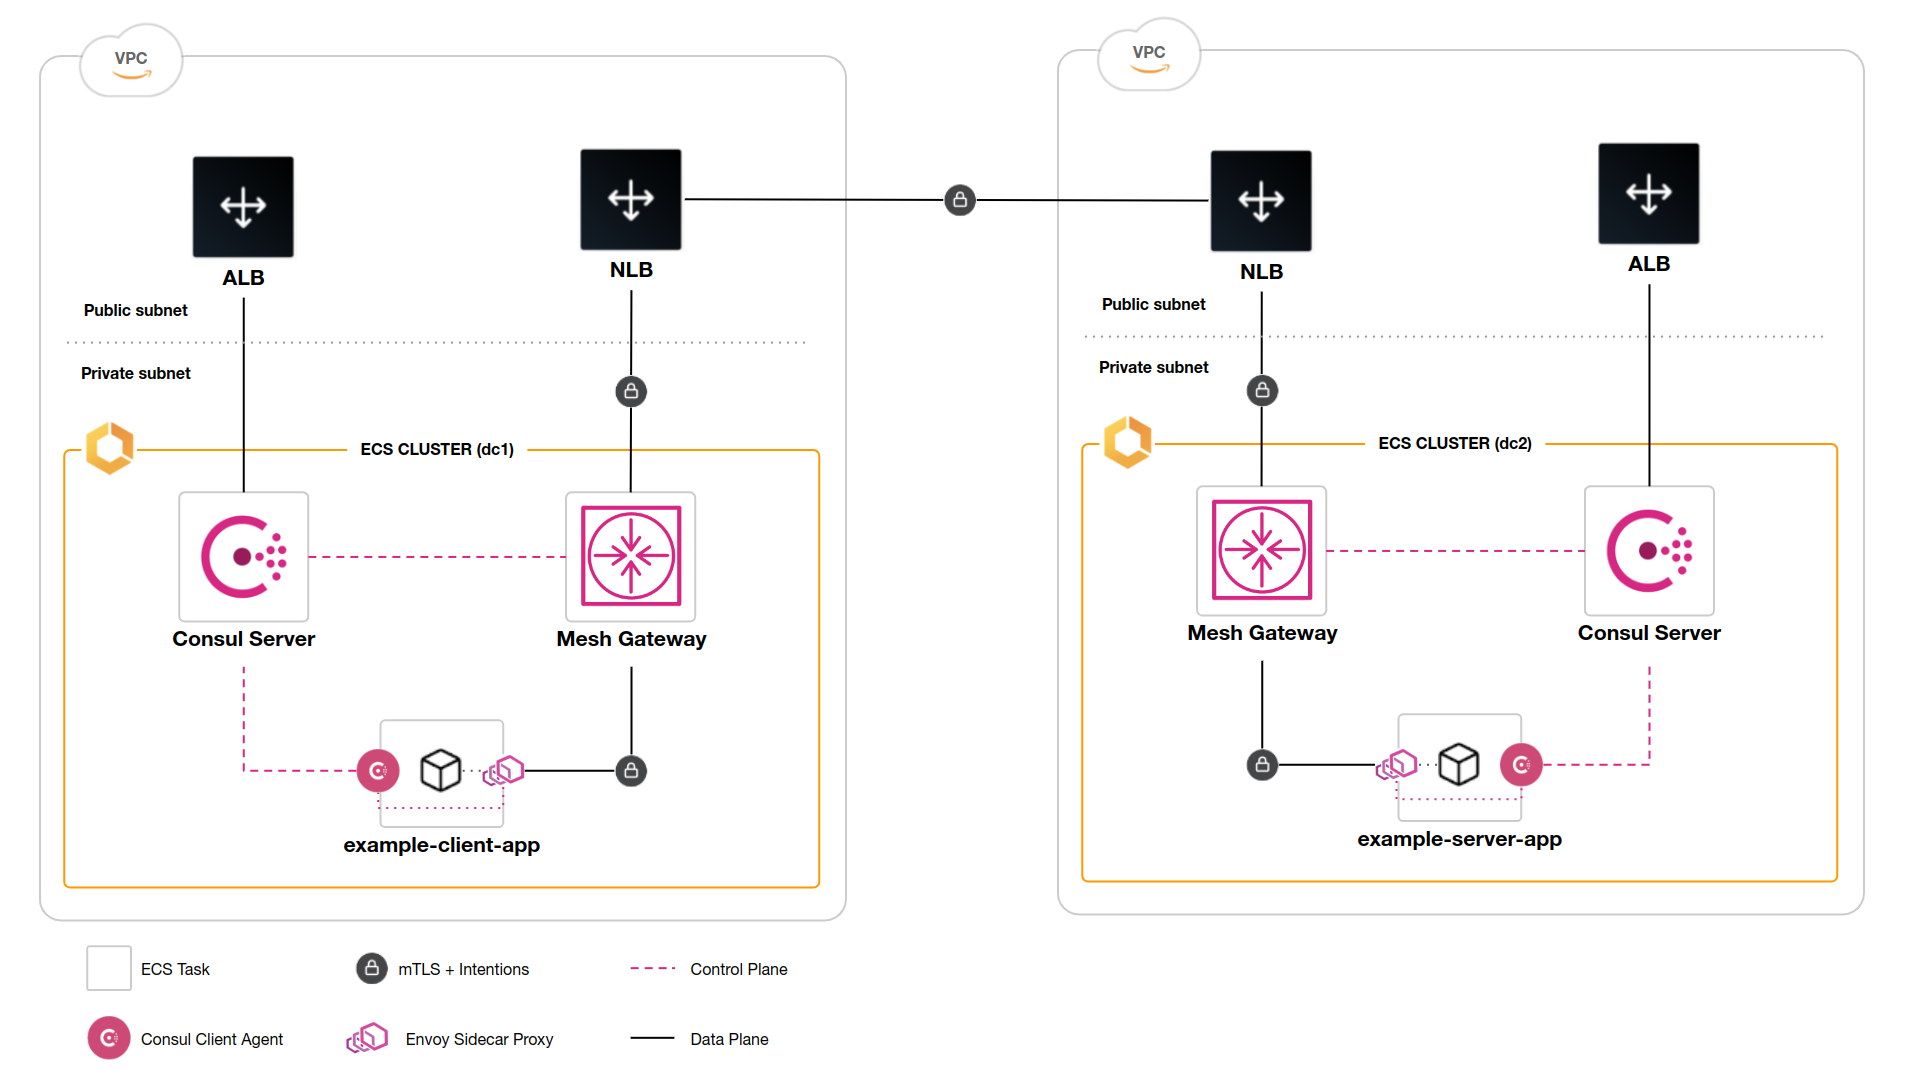 VPC
ALB
NLB
Public subnet
Private subnet
ECS CLUSTER (dc1)
Consul Server
Mesh Gateway
example-client-app
VPC
NLB
ALB
Public subnet
Private subnet
ECS CLUSTER (dc2)
Mesh Gateway
Consul Server
example-server-app
ECS Task
mTLS + Intentions
Control Plane
Consul Client Agent
Envoy Sidecar Proxy
Data Plane